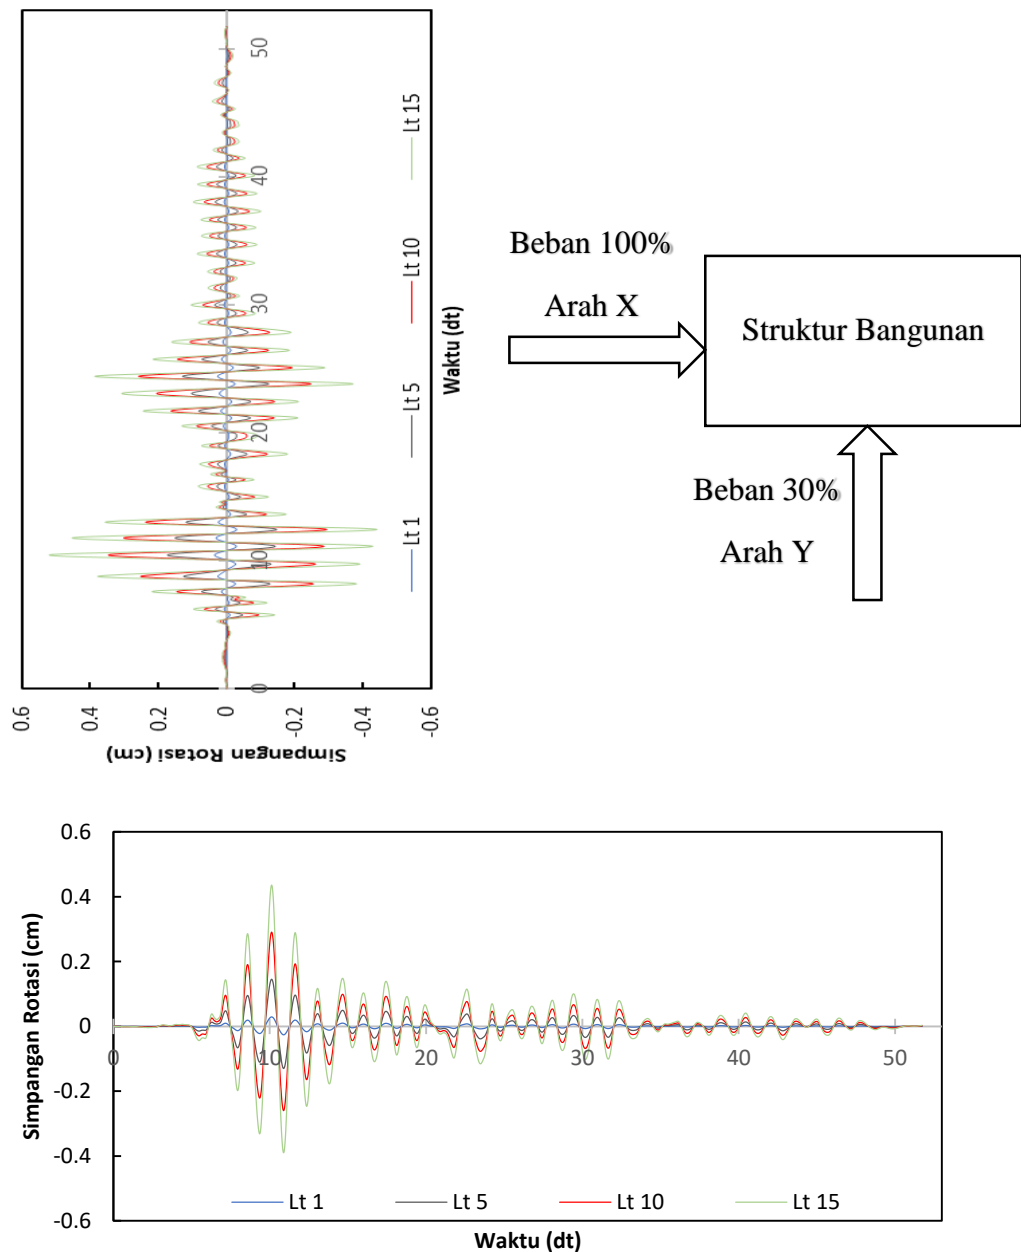 0.6
0.4
0.2
0
-0.2
-0.4
-0.6
Simpangan Rotasi (cm)
0
10
20
30
40
50
Waktu (dt)
Lt 1
Lt 5
Lt 10
Lt 15
Beban 100%
Arah X
Struktur Bangunan
Beban 30%
Arah Y
0.6
0.4
0.2
0
-0.2
-0.4
-0.6
Simpangan Rotasi (cm)
0 10 20 30 40 50
Lt 1 Lt 5 Lt 10 Lt 15
Waktu (dt)